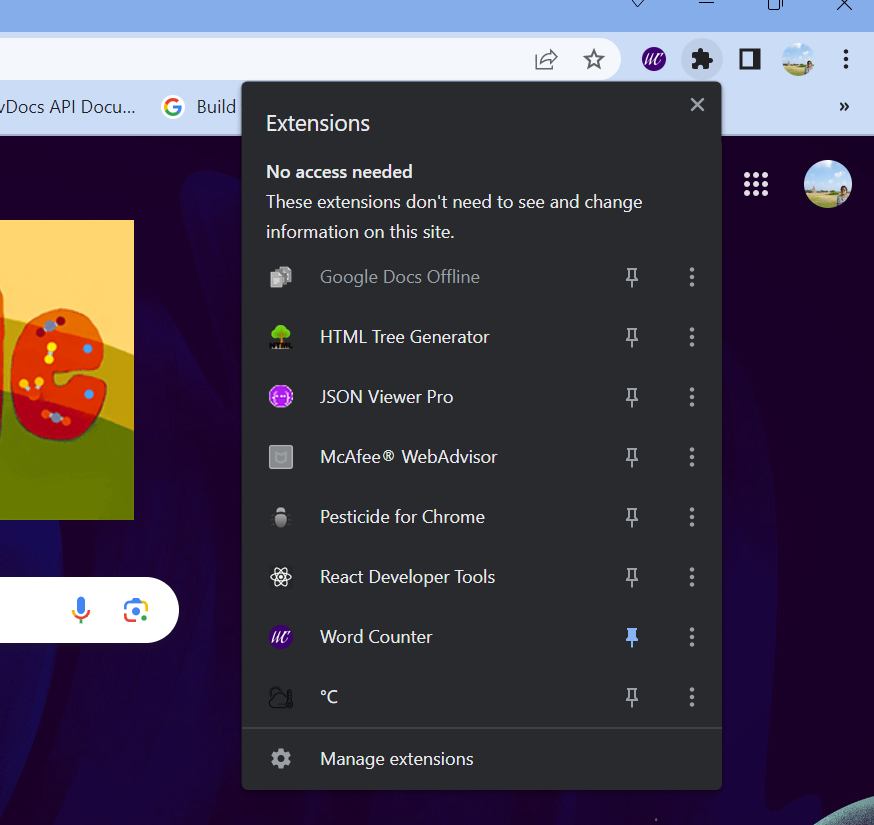 vDocs API Docu...
Build
»
Extensions
No access needed
These extensions don't need to see and change
information on this site.
Google Docs Offline
HTML Tree Generator
JSON Viewer Pro
McAfee® WebAdvisor
Pesticide for Chrome
React Developer Tools
Word Counter
°C
Manage extensions